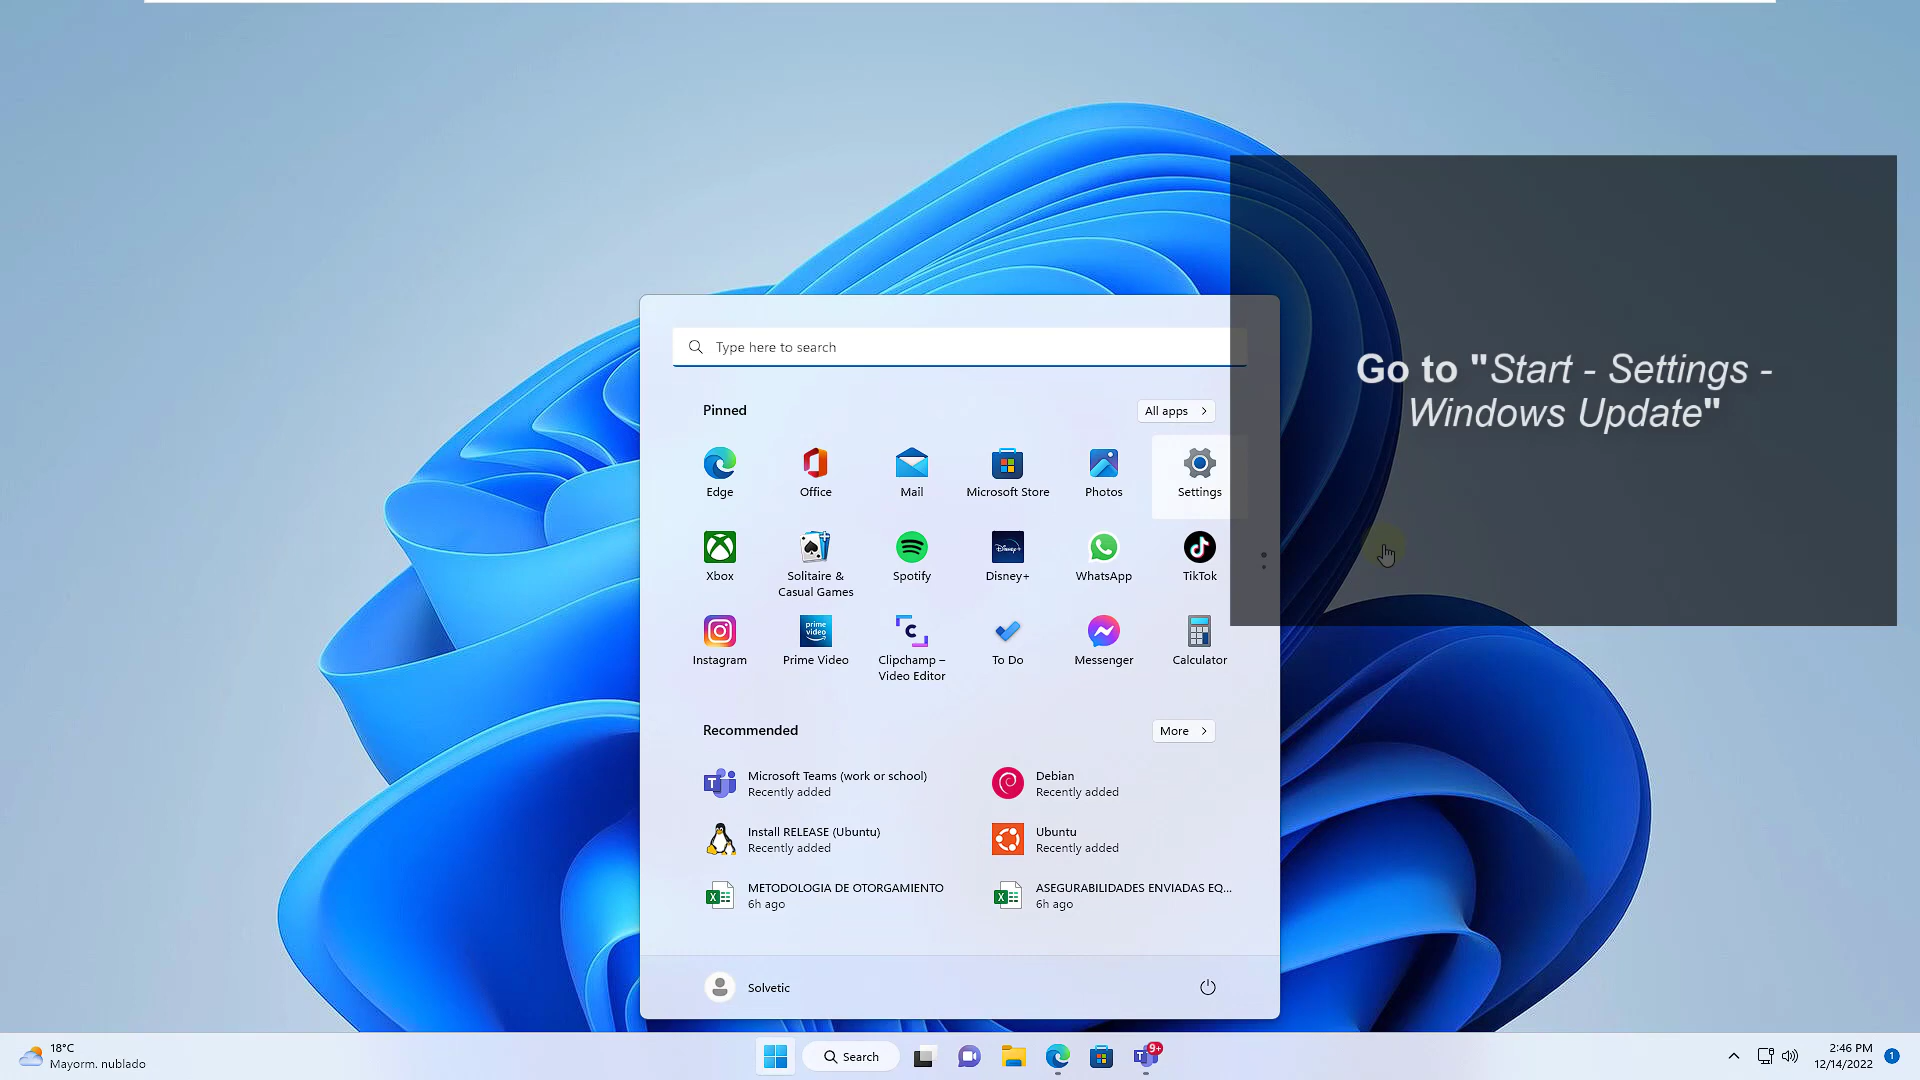 Go to "Start - Settings -
Windows Update"
Type here to search
Pinned
All apps
Edge
Office
Mail
Microsoft Store
Photos
Settings
Xbox
Solitaire &
Casual Games
Spotify
Disney+
WhatsApp
TikTok
Instagram
prime video
Prime Video
Clipchamp –
Video Editor
To Do
Messenger
Calculator
Recommended
More
Microsoft Teams (work or school)
Recently added
Debian
Recently added
Install RELEASE (Ubuntu)
Recently added
Ubuntu
Recently added
METODOLOGIA DE OTORGAMIENTO
6h ago
ASEGURABILIDADES ENVIADAS EQ...
6h ago
Solvetic
18°C
Mayorm. nublado
Search
9+
2:46 PM
12/14/2022
1